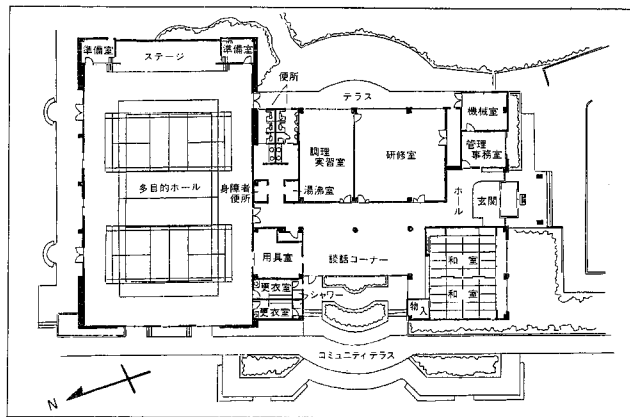 準備室
ステージ
準備室
便所
テラス
機械室
調理
実習室
研修室
管理
事務室
多目的ホール
身障者
便所
湯沸室
ホール
玄関
用具室
談話コーナー
和室
和室
更衣室
シャワー
更衣室
物入
コミュニティテラス
N